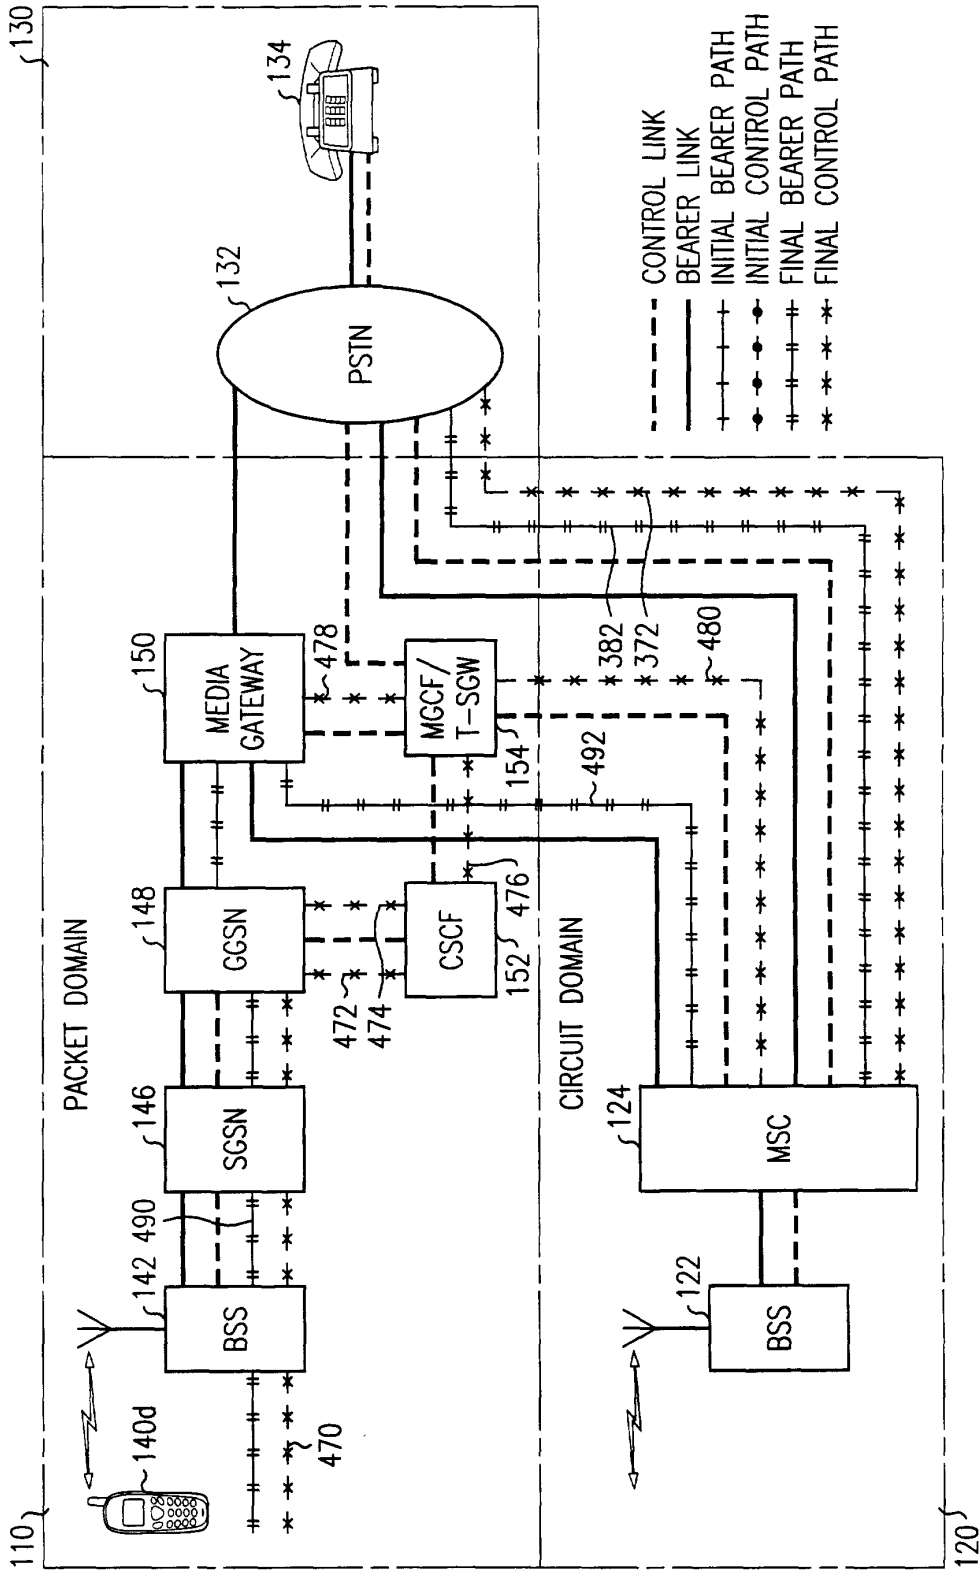 110
130
PACKET DOMAIN
140d
470
142
BSS
490
146
SGSN
148
GGSN
472
474
150
MEDIA
GATEWAY
478
CSCF
152
476
MGCF/
T-SGW
154
492
480
382
372
132
PSTN
134
CIRCUIT DOMAIN
120
122
BSS
124
MSC
CONTROL LINK
BEARER LINK
INITIAL BEARER PATH
INITIAL CONTROL PATH
FINAL BEARER PATH
FINAL CONTROL PATH